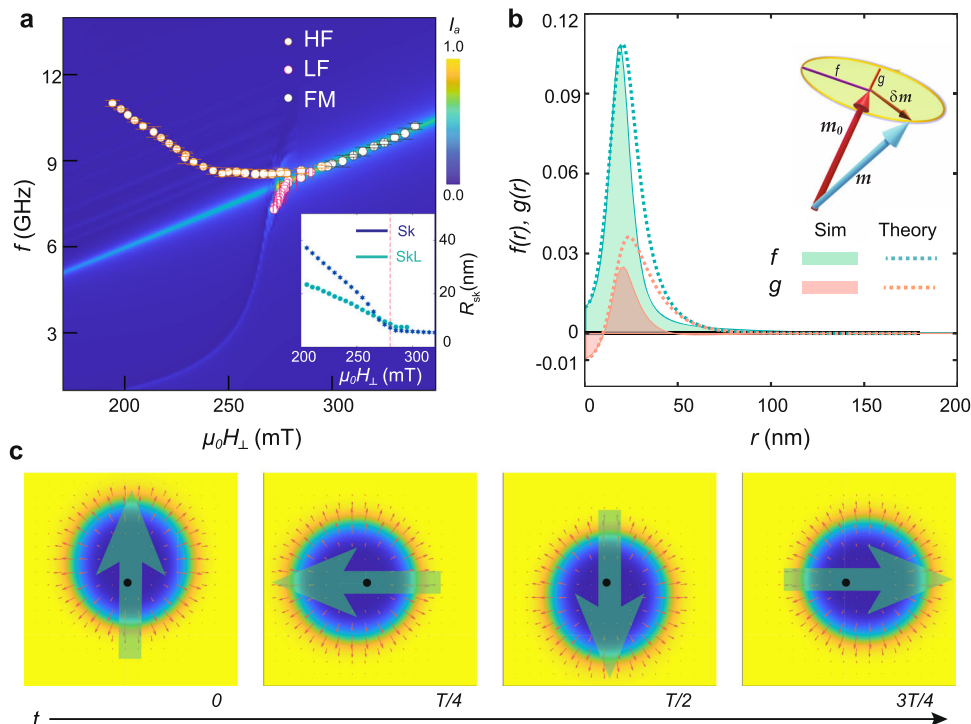 a
I_a
1.0
0.0
HF
LF
FM
12
9
6
3
f (GHz)
200
250
300
μ₀H⊥ (mT)
Sk
SkL
40
20
0
R_sk (nm)
200
250
300
μ₀H⊥ (mT)
b
0.12
0.09
0.06
0.03
0
-0.01
f(r), g(r)
0
50
100
150
200
r (nm)
f
g
δm
m₀
m
Sim
Theory
f
g
c
0
T/4
T/2
3T/4
t